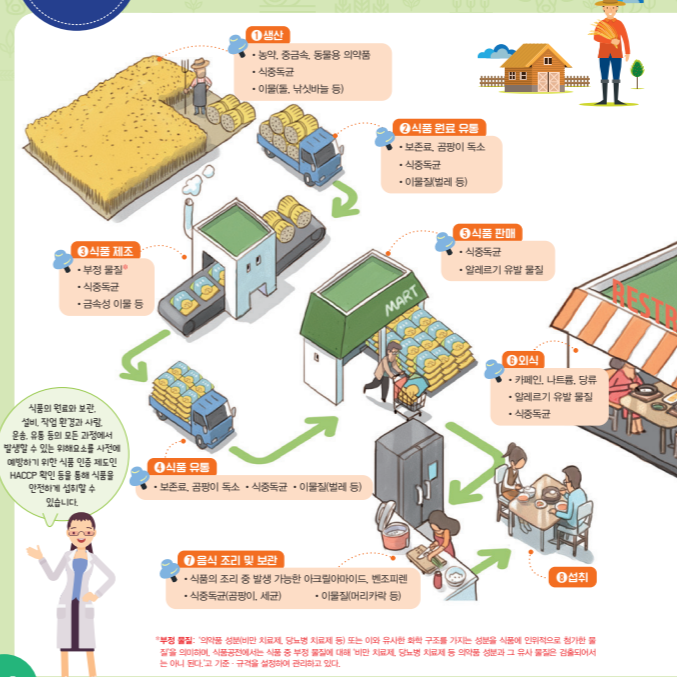 ❶생산
• 농약, 중금속, 동물용 의약품
• 식중독균
• 이물(돌, 낚싯바늘 등)
❷식품 원료 유통
• 보존료, 곰팡이 독소
• 식중독균
• 이물질(벌레 등)
❸식품 제조
• 부정 물질*
• 식중독균
• 금속성 이물 등
❺식품 판매
• 식중독균
• 알레르기 유발 물질
MART
RESTR
❻외식
• 카페인, 나트륨, 당류
• 알레르기 유발 물질
• 식중독균
식품의 원료와 보관,
설비, 작업 환경과 사람,
운송, 유통 등의 모든 과정에서
발생할 수 있는 위해요소를 사전에
예방하기 위한 식품 인증 제도인
HACCP 확인 등을 통해 식품을
안전하게 섭취할 수
있습니다.
❹식품 유통
• 보존료, 곰팡이 독소 • 식중독균 • 이물질(벌레 등)
❼음식 조리 및 보관
• 식품의 조리 중 발생 가능한 아크릴아마이드, 벤조피렌
• 식중독균(곰팡이, 세균) • 이물질(머리카락 등)
❽섭취
*부정 물질: '의약품 성분(비만 치료제, 당뇨병 치료제 등) 또는 이와 유사한 화학 구조를 가지는 성분을 식품에 인위적으로 첨가한 물
질'을 의미하며, 식품공전에서는 식품 중 부정 물질에 대해 '비만 치료제, 당뇨병 치료제 등 의약품 성분과 그 유사 물질은 검출되어서
는 아니 된다.'고 기준 · 규격을 설정하여 관리하고 있다.